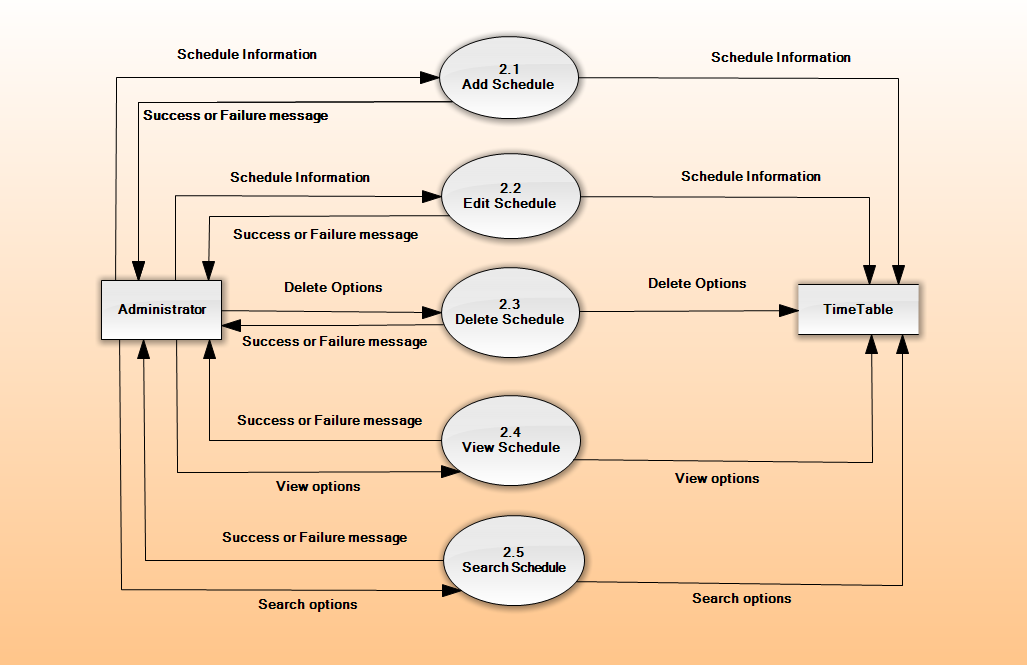 Schedule Information
Schedule Information
2.1
Add Schedule
Success or Failure message
Schedule Information
Schedule Information
2.2
Edit Schedule
Success or Failure message
Delete Options
Delete Options
2.3
Delete Schedule
Administrator
TimeTable
Success or Failure message
Success or Failure message
2.4
View Schedule
View options
View options
Success or Failure message
2.5
Search Schedule
Search options
Search options